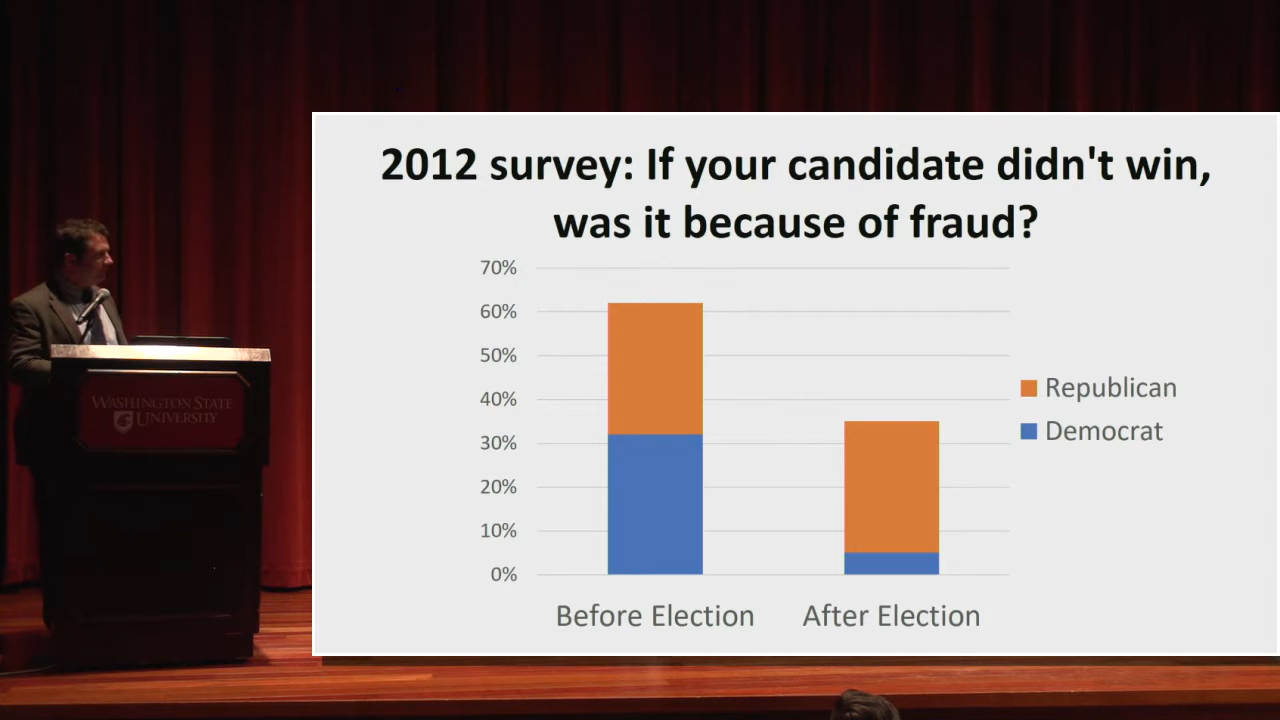 2012 survey: If your candidate didn't win,
was it because of fraud?
70%
60%
50%
40%
30%
20%
10%
0%
Before Election
After Election
Republican
Democrat
WASHINGTON STATE
UNIVERSITY